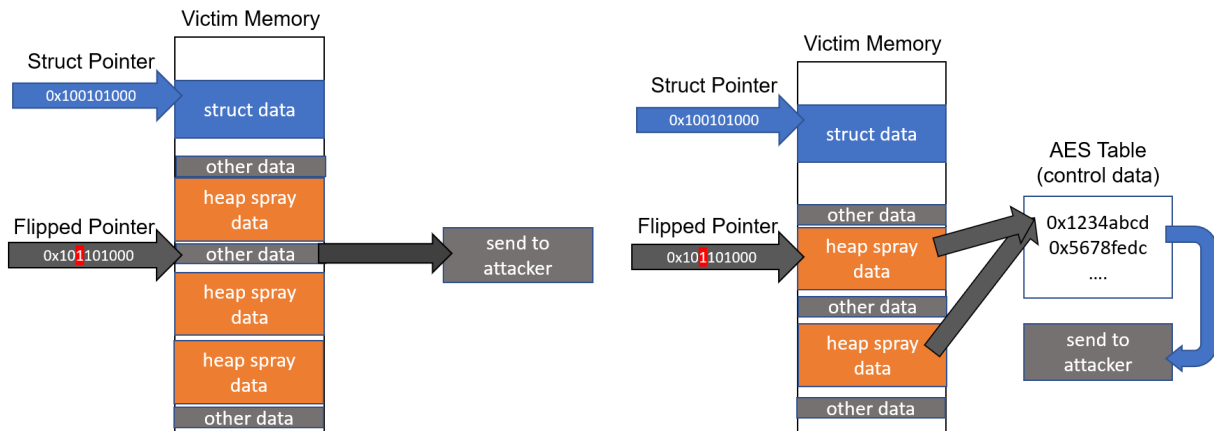 Victim Memory
Struct Pointer
0x100101000
struct data
other data
heap spray
data
Flipped Pointer
0x101101000
other data
send to
attacker
heap spray
data
heap spray
data
other data
Victim Memory
Struct Pointer
0x100101000
struct data
AES Table
(control data)
other data
Flipped Pointer
0x101101000
heap spray
data
0x1234abcd
0x5678fedc
....
other data
heap spray
data
send to
attacker
other data